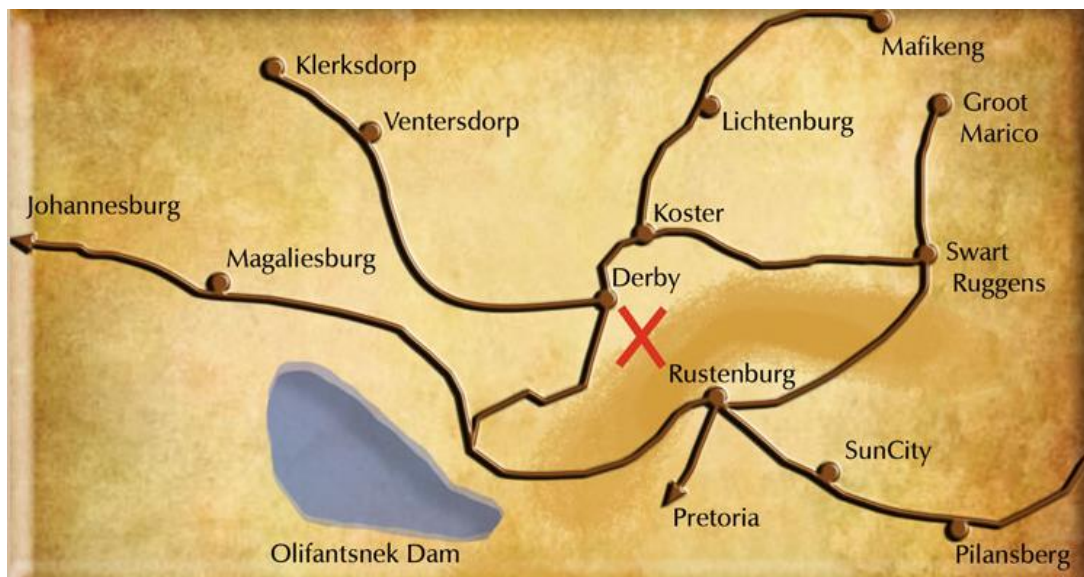 Mafikeng
Klerksdorp
Groot
Marico
Ventersdorp
Lichtenburg
Johannesburg
Koster
Magaliesburg
Swart
Ruggens
Derby
Rustenburg
SunCity
Pretoria
Olifantsnek Dam
Pilansberg